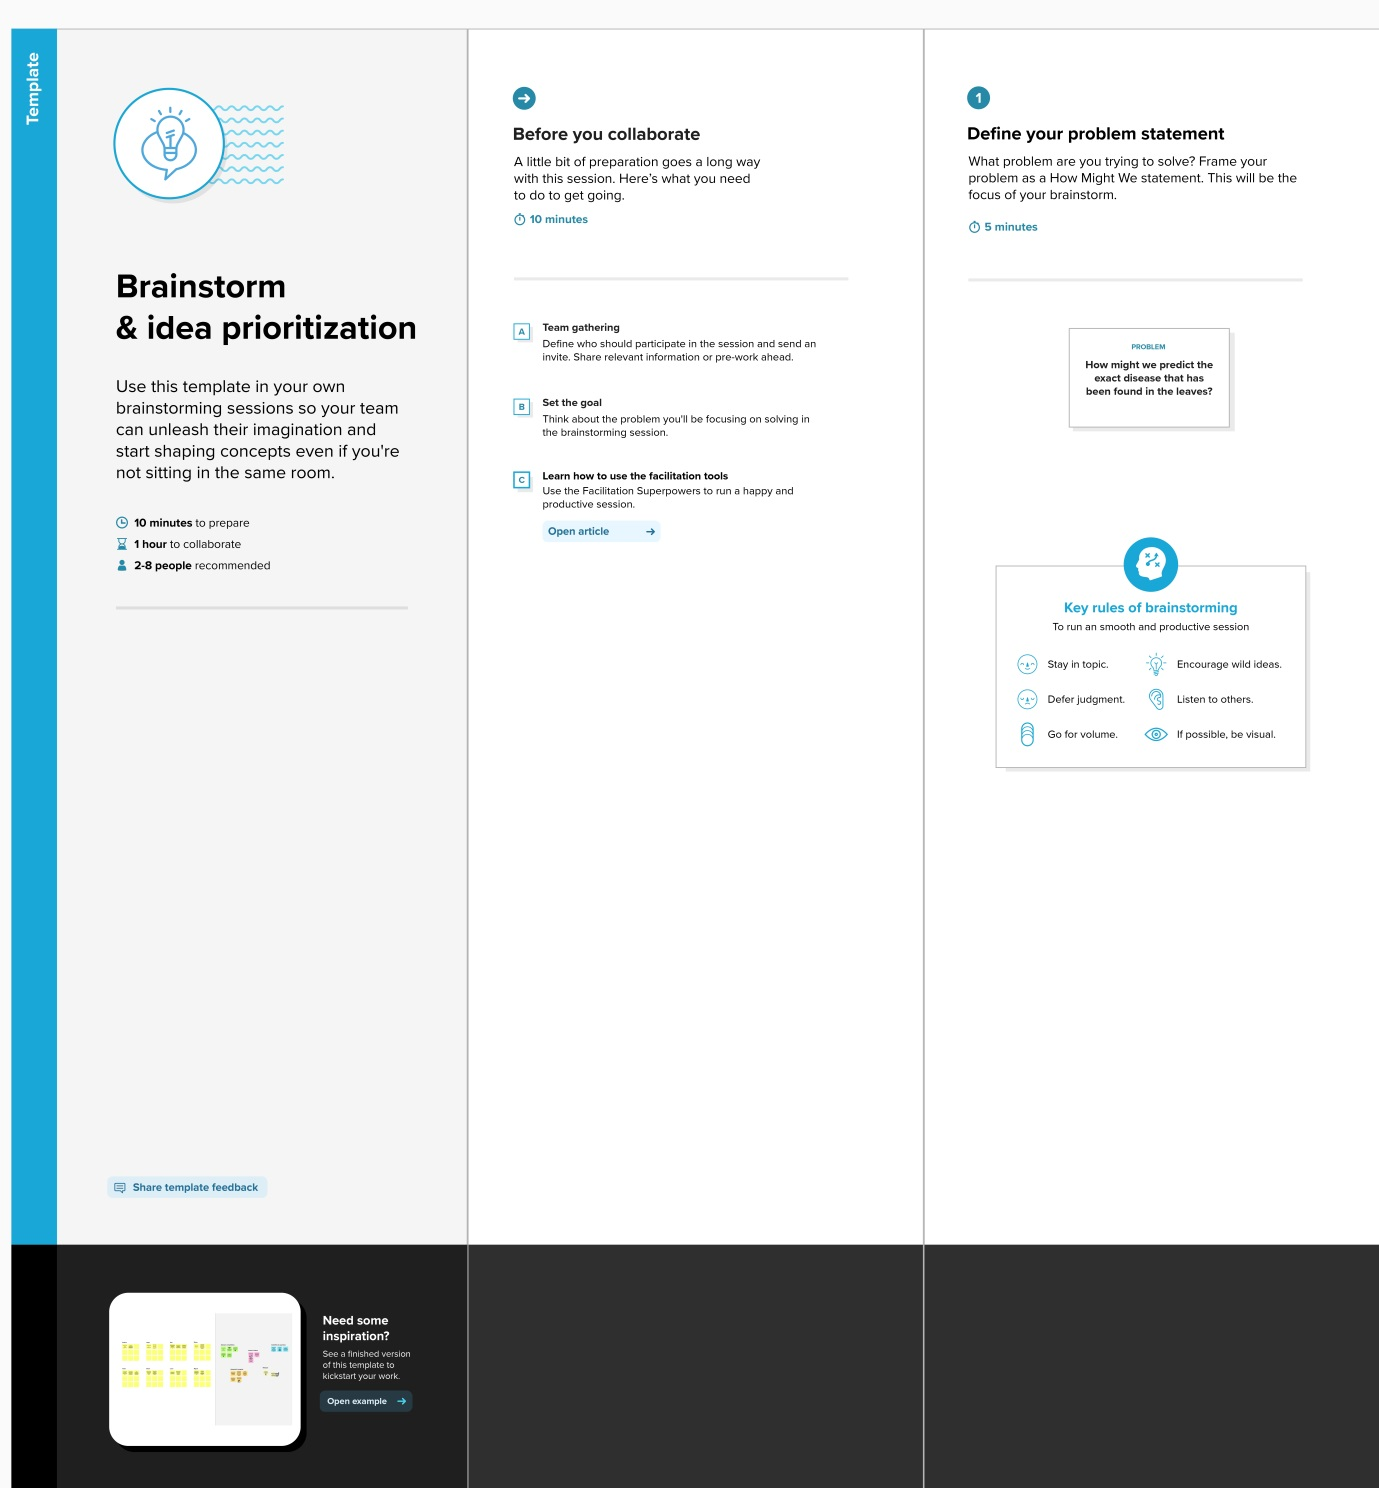 Template
Brainstorm
& idea prioritization
Use this template in your own
brainstorming sessions so your team
can unleash their imagination and
start shaping concepts even if you're
not sitting in the same room.
10 minutes to prepare
1 hour to collaborate
2-8 people recommended
Share template feedback
Need some
inspiration?
See a finished version
of this template to
kickstart your work.
Open example
Before you collaborate
A little bit of preparation goes a long way
with this session. Here's what you need
to do to get going.
10 minutes
A
Team gathering
Define who should participate in the session and send an
invite. Share relevant information or pre-work ahead.
B
Set the goal
Think about the problem you'll be focusing on solving in
the brainstorming session.
C
Learn how to use the facilitation tools
Use the Facilitation Superpowers to run a happy and
productive session.
Open article
1
Define your problem statement
What problem are you trying to solve? Frame your
problem as a How Might We statement. This will be the
focus of your brainstorm.
5 minutes
PROBLEM
How might we predict the
exact disease that has
been found in the leaves?
Key rules of brainstorming
To run an smooth and productive session
Stay in topic.
Encourage wild ideas.
Defer judgment.
Listen to others.
Go for volume.
If possible, be visual.